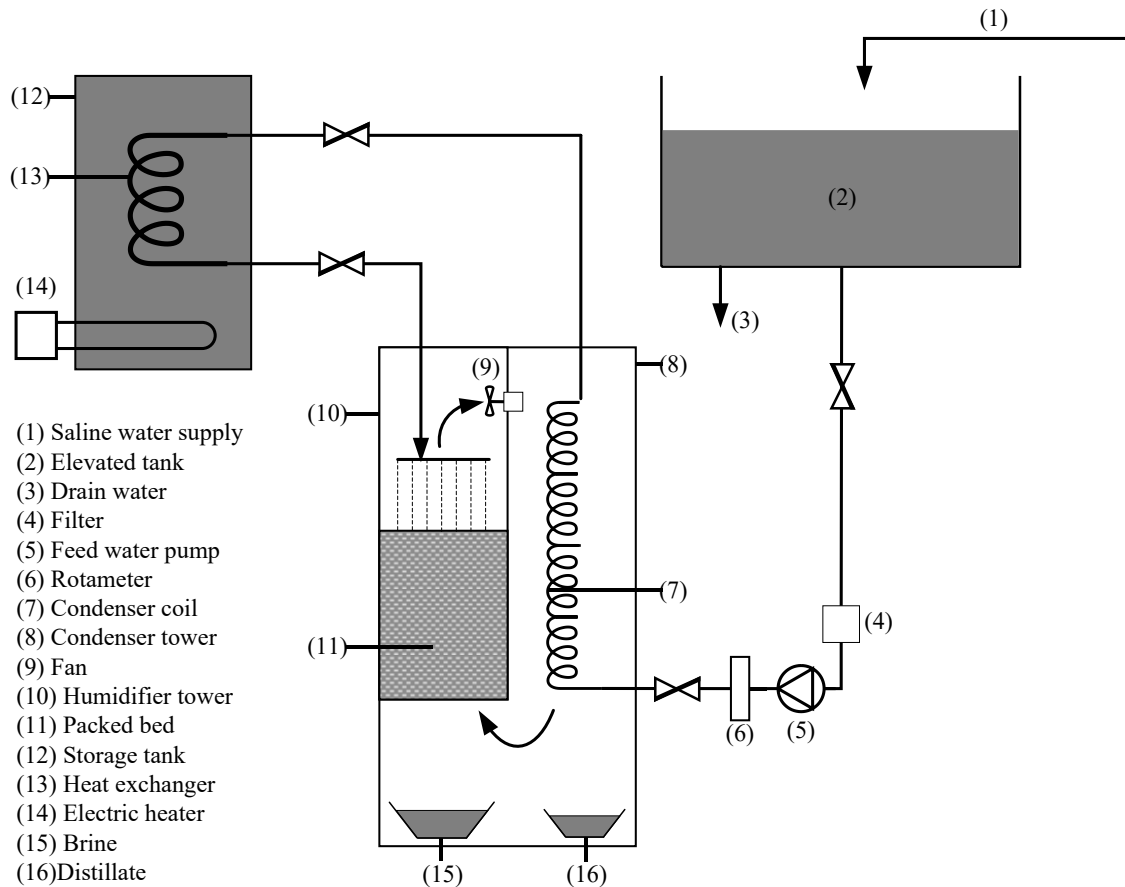 (1)
(12)
(13)
(2)
(14)
(3)
(9)
(8)
(10)
(7)
(4)
(11)
(6)
(5)
(15)
(16)
(1) Saline water supply
(2) Elevated tank
(3) Drain water
(4) Filter
(5) Feed water pump
(6) Rotameter
(7) Condenser coil
(8) Condenser tower
(9) Fan
(10) Humidifier tower
(11) Packed bed
(12) Storage tank
(13) Heat exchanger
(14) Electric heater
(15) Brine
(16)Distillate